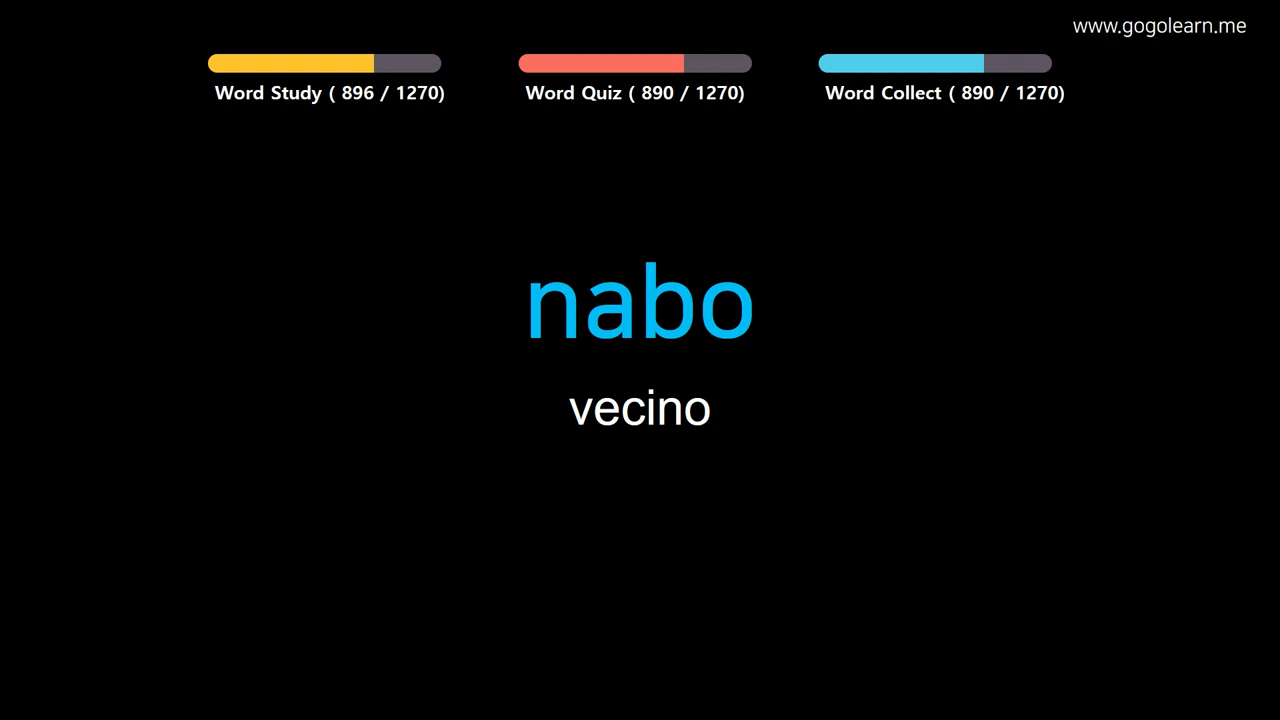 www.gogolearn.me
Word Study ( 896 / 1270)
Word Quiz ( 890 / 1270)
Word Collect ( 890 / 1270)
nabo
vecino